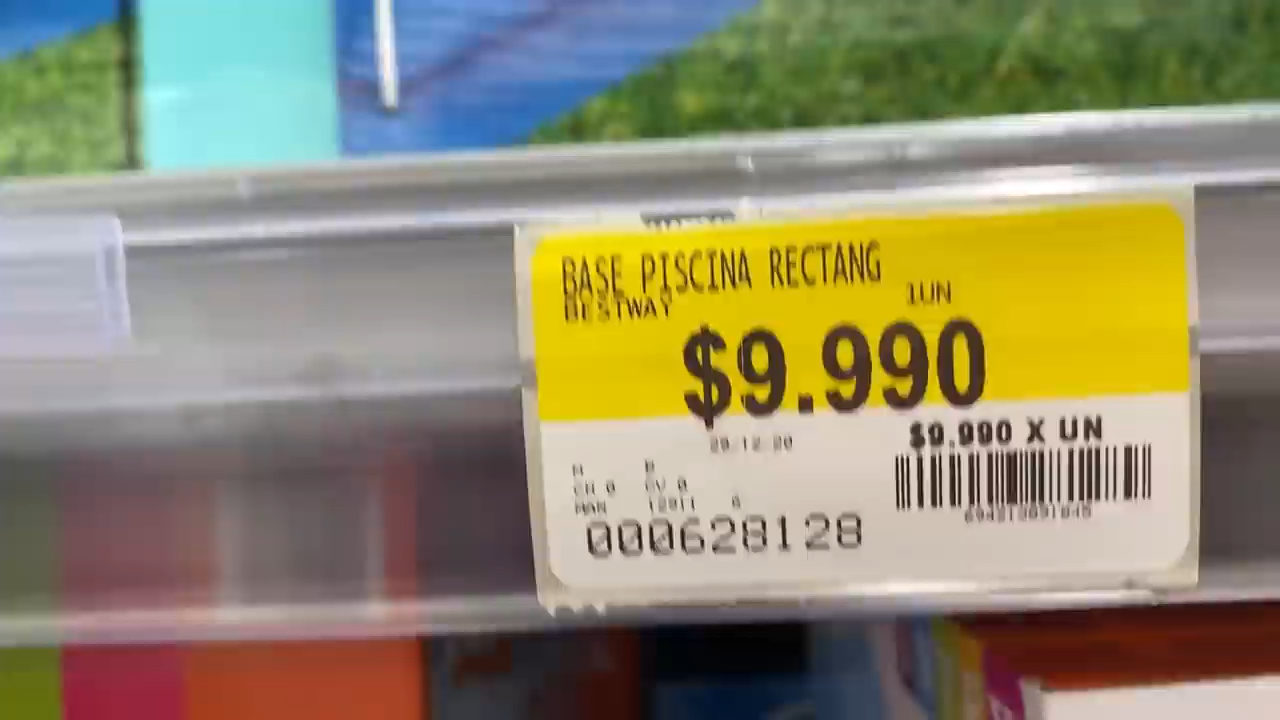 BASE PISCINA RECTANG
BESTWAY 1UN
$9.990
$9.990 X UN
000628128